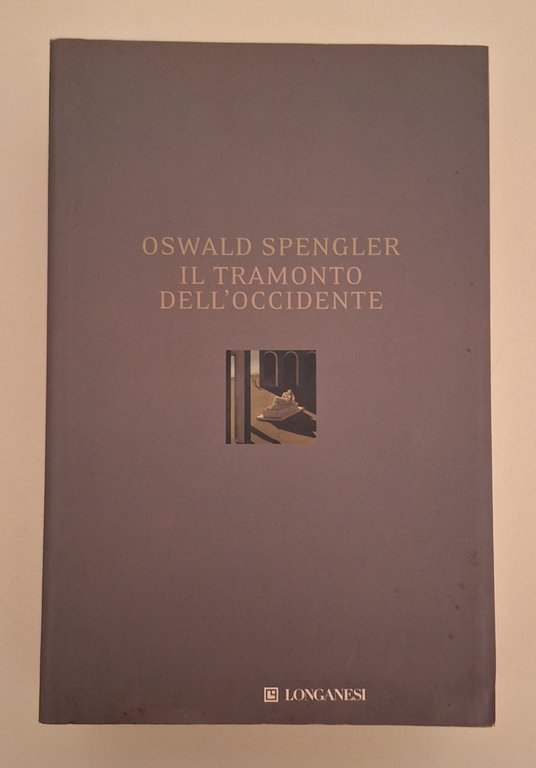 OSWALD SPENGLER
IL TRAMONTO
DELL'OCCIDENTE
LONGANESI